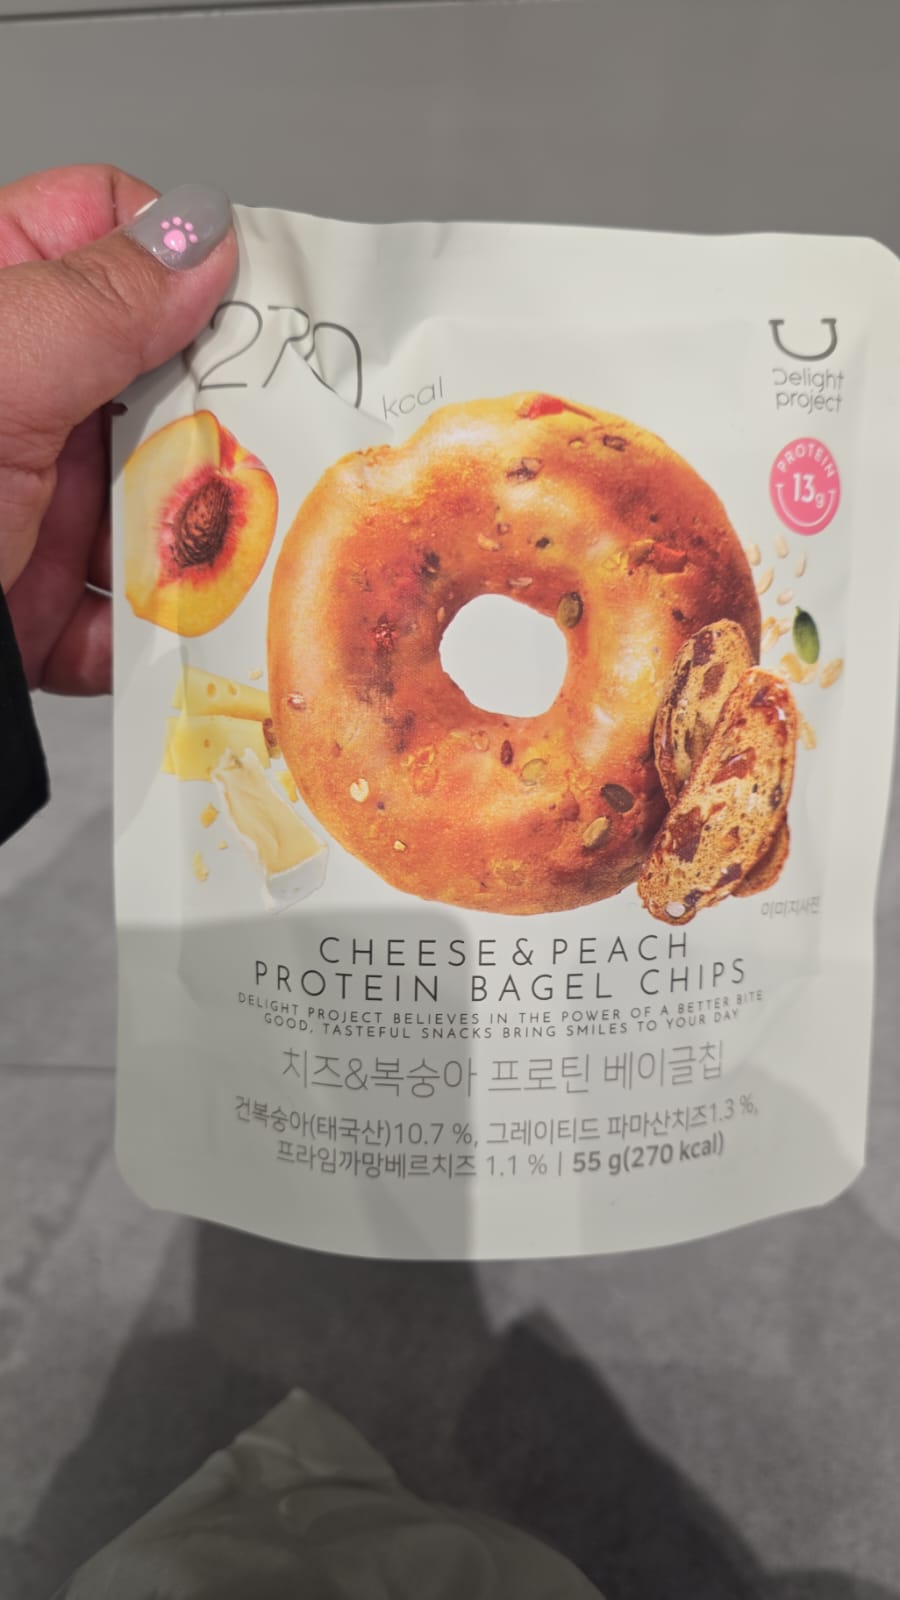 270 kcal
Delight
project
PROTEIN
13g
이미지사진
CHEESE & PEACH
PROTEIN BAGEL CHIPS
DELIGHT PROJECT BELIEVES IN THE POWER OF A BETTER BITE
GOOD, TASTEFUL SNACKS BRING SMILES TO YOUR DAY
치즈&복숭아 프로틴 베이글칩
건복숭아(태국산)10.7 %, 그레이티드 파마산치즈1.3 %,
프라임까망베르치즈 1.1 % | 55 g(270 kcal)